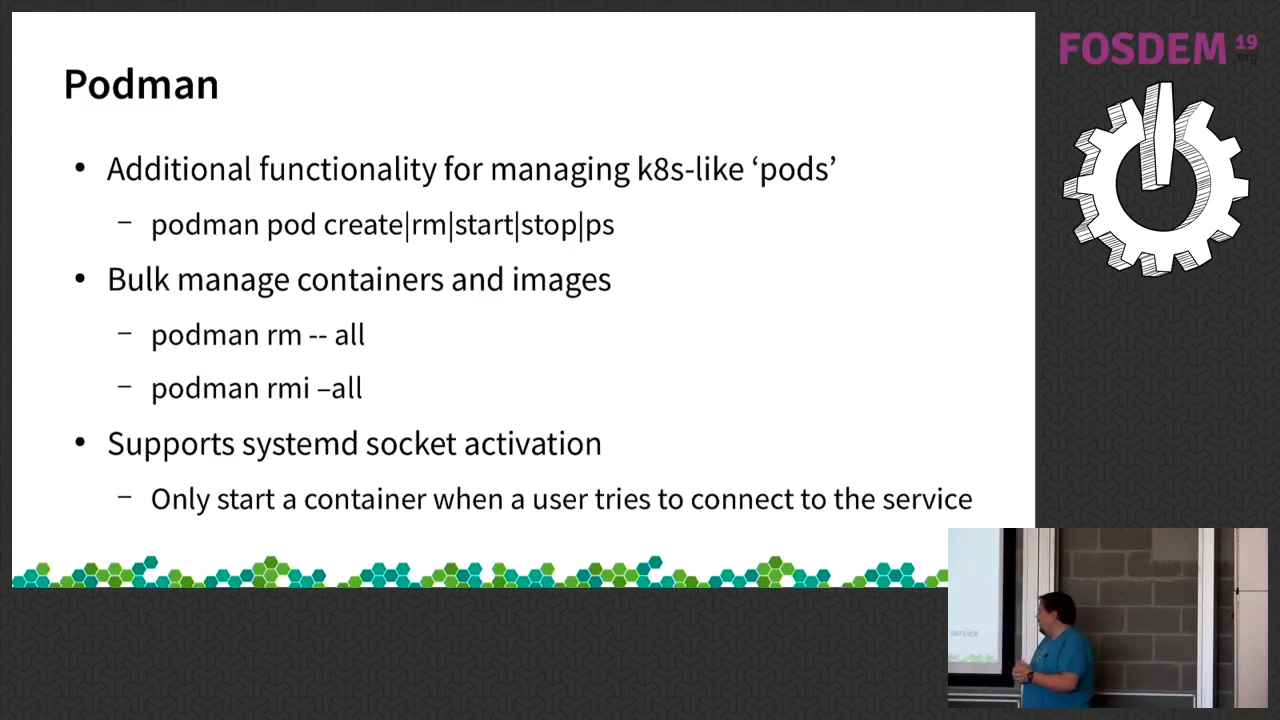 Podman
• Additional functionality for managing k8s-like ‘pods’
– podman pod create|rm|start|stop|ps
• Bulk manage containers and images
– podman rm -- all
– podman rmi –all
• Supports systemd socket activation
– Only start a container when a user tries to connect to the service
FOSDEM 19
.org
service